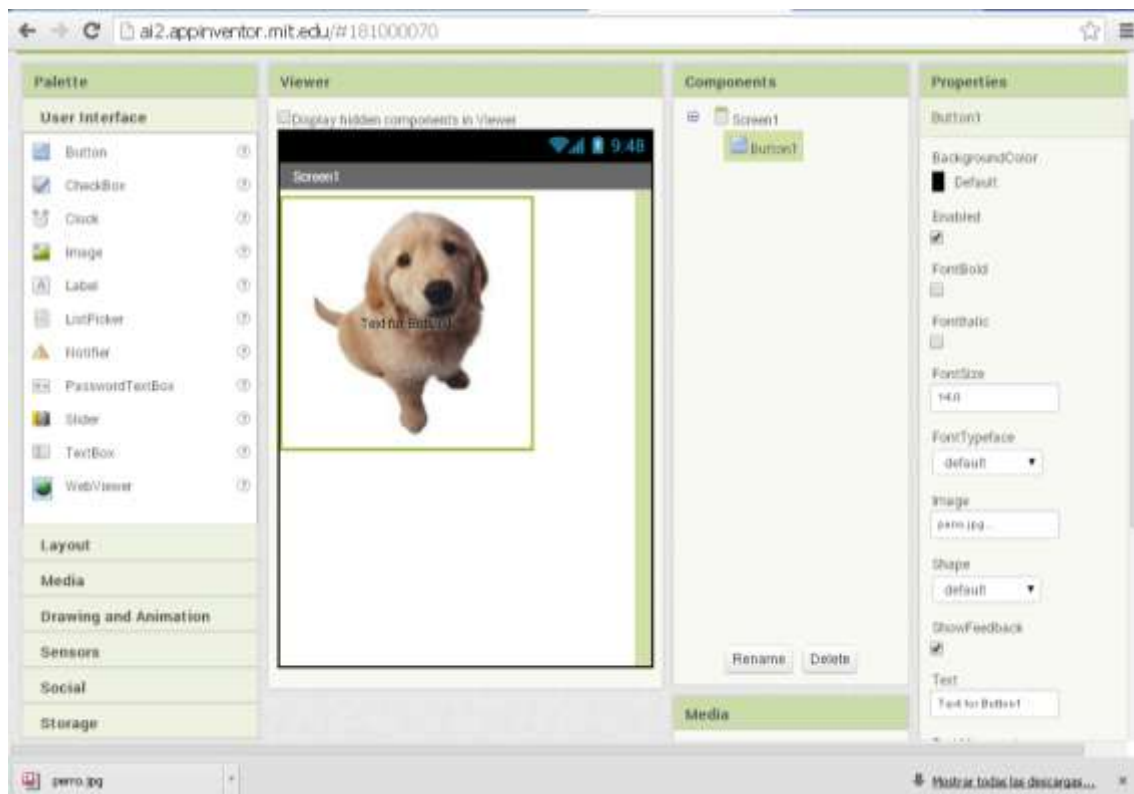 ai2.appinventor.mit.edu/#181000070
Palette
User Interface
Button
CheckBox
Clock
Image
Label
ListPicker
Notifier
PasswordTextBox
Slider
TextBox
WebViewer
Layout
Media
Drawing and Animation
Sensors
Social
Storage
Viewer
Display hidden components in Viewer
9:48
Screen1
Text for Button1
Components
Screen1
Button1
Rename
Delete
Media
Properties
Button1
BackgroundColor
Default
Enabled
FontBold
FontItalic
FontSize
14.0
FontTypeface
default
Image
perro.jpg...
Shape
default
ShowFeedback
Text
Text for Button1
perro.jpg
Mostrar todas las descargas...